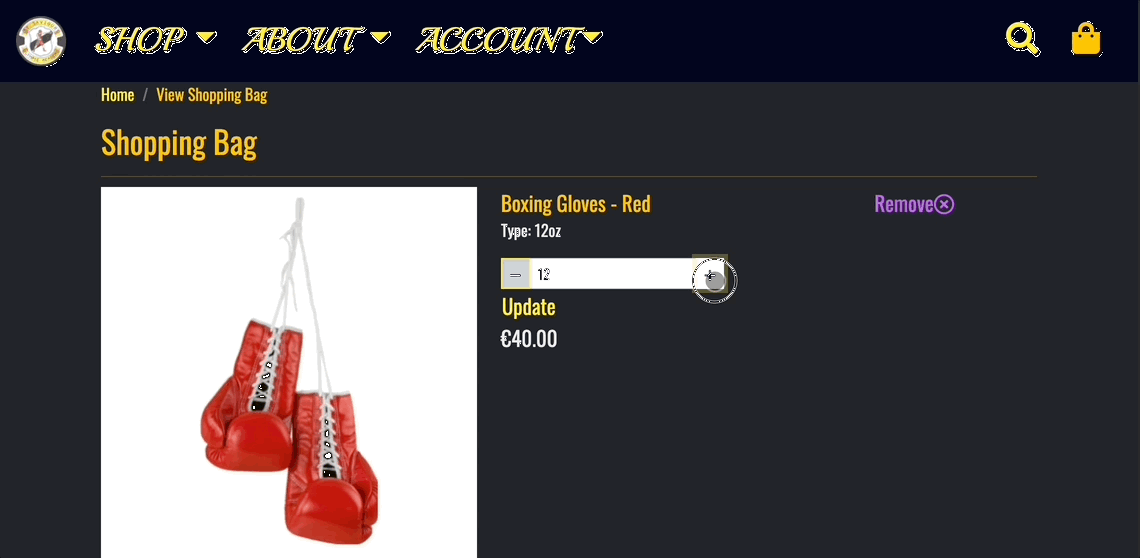 SHOP ABOUT ACCOUNT
Home / View Shopping Bag
Shopping Bag
Boxing Gloves - Red
Remove
Type: 12oz
− 12 +
Update
€40.00